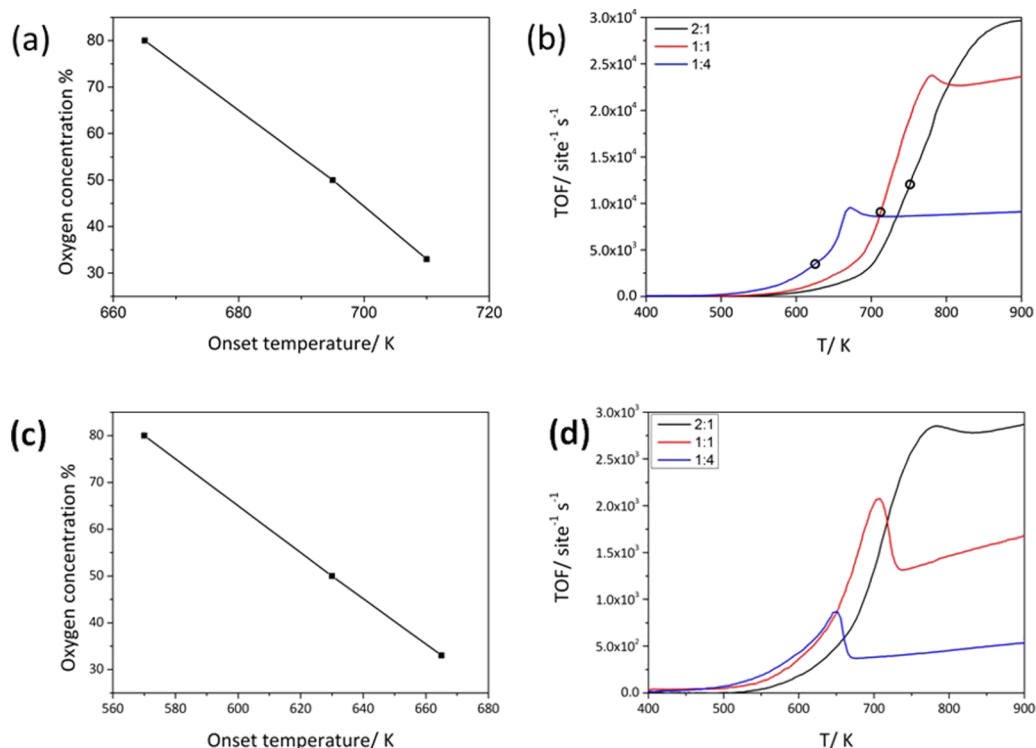 (a)
Oxygen concentration %
80
70
60
50
40
30
660
680
700
720
Onset temperature/ K
(b)
2:1
1:1
1:4
TOF/ site⁻¹ s⁻¹
3.0x10⁴
2.5x10⁴
2.0x10⁴
1.5x10⁴
1.0x10⁴
5.0x10³
0.0
400
500
600
700
800
900
T/ K
(c)
Oxygen concentration %
80
70
60
50
40
30
560
580
600
620
640
660
680
Onset temperature/ K
(d)
2:1
1:1
1:4
TOF/ site⁻¹ s⁻¹
3.0x10³
2.5x10³
2.0x10³
1.5x10³
1.0x10³
5.0x10²
0.0
400
500
600
700
800
900
T/ K